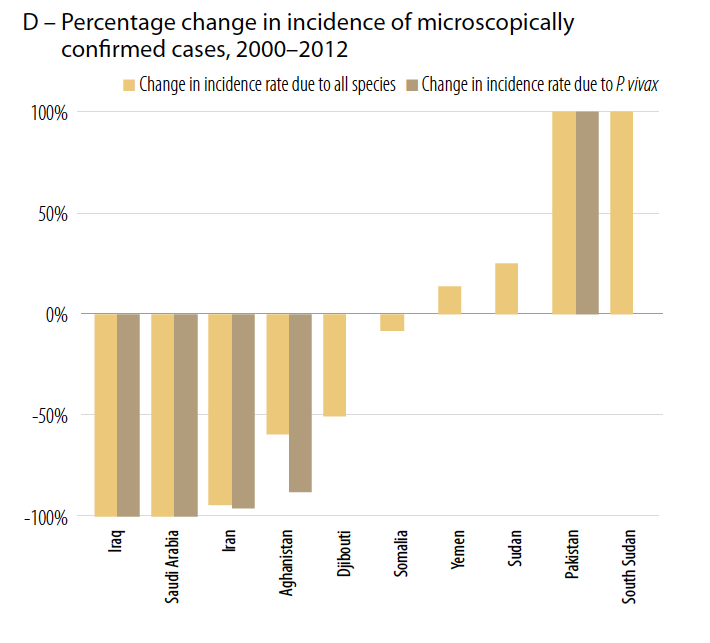 D – Percentage change in incidence of microscopically
confirmed cases, 2000–2012
Change in incidence rate due to all species Change in incidence rate due to P. vivax
100%
50%
0%
-50%
-100%
Iraq
Saudi Arabia
Iran
Aghanistan
Djibouti
Somalia
Yemen
Sudan
Pakistan
South Sudan